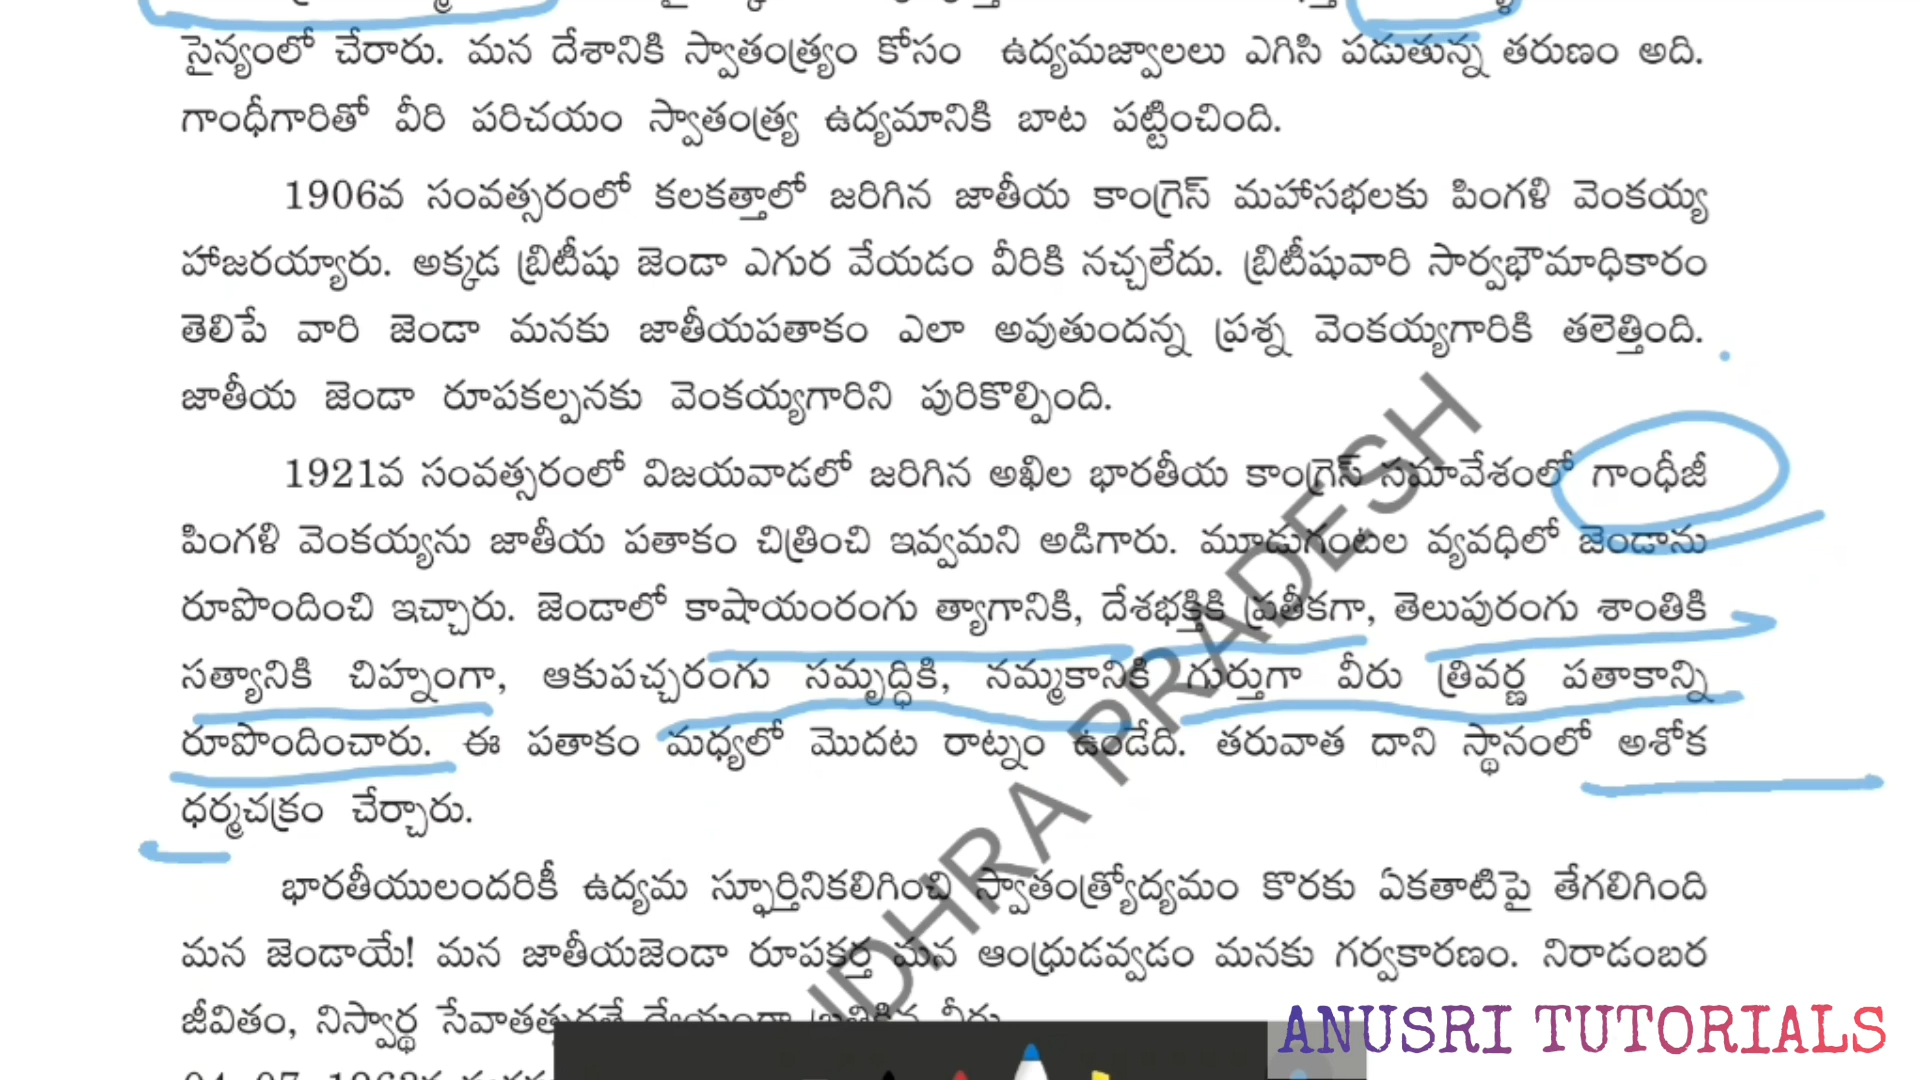 సైన్యంలో చేరారు. మన దేశానికి స్వాతంత్ర్యం కోసం ఉద్యమజ్వాలలు ఎగిసి పడుతున్న తరుణం అది.
గాంధీగారితో వీరి పరిచయం స్వాతంత్ర్య ఉద్యమానికి బాట పట్టించింది.
1906వ సంవత్సరంలో కలకత్తాలో జరిగిన జాతీయ కాంగ్రెస్ మహాసభలకు పింగళి వెంకయ్య
హాజరయ్యారు. అక్కడ బ్రిటీషు జెండా ఎగుర వేయడం వీరికి నచ్చలేదు. బ్రిటీషువారి సార్వభౌమాధికారం
తెలిపే వారి జెండా మనకు జాతీయపతాకం ఎలా అవుతుందన్న ప్రశ్న వెంకయ్యగారికి తలెత్తింది.
జాతీయ జెండా రూపకల్పనకు వెంకయ్యగారిని పురికొల్పింది.
1921వ సంవత్సరంలో విజయవాడలో జరిగిన అఖిల భారతీయ కాంగ్రెస్ సమావేశంలో గాంధీజీ
పింగళి వెంకయ్యను జాతీయ పతాకం చిత్రించి ఇవ్వమని అడిగారు. మూడుగంటల వ్యవధిలో జెండాను
రూపొందించి ఇచ్చారు. జెండాలో కాషాయంరంగు త్యాగానికి, దేశభక్తికి ప్రతీకగా, తెలుపురంగు శాంతికి
సత్యానికి చిహ్నంగా, ఆకుపచ్చరంగు సమృద్ధికి, నమ్మకానికి గుర్తుగా వీరు త్రివర్ణ పతాకాన్ని
రూపొందించారు. ఈ పతాకం మధ్యలో మొదట రాట్నం ఉండేది. తరువాత దాని స్థానంలో అశోక
ధర్మచక్రం చేర్చారు.
భారతీయులందరికీ ఉద్యమ స్ఫూర్తినికలిగించి స్వాతంత్ర్యోద్యమం కొరకు ఏకతాటిపై తేగలిగింది
మన జెండాయే! మన జాతీయజెండా రూపకర్త మన ఆంధ్రుడవ్వడం మనకు గర్వకారణం. నిరాడంబర
జీవితం, నిస్వార్థ
IDHRA PRADESH
ANUSRI TUTORIALS